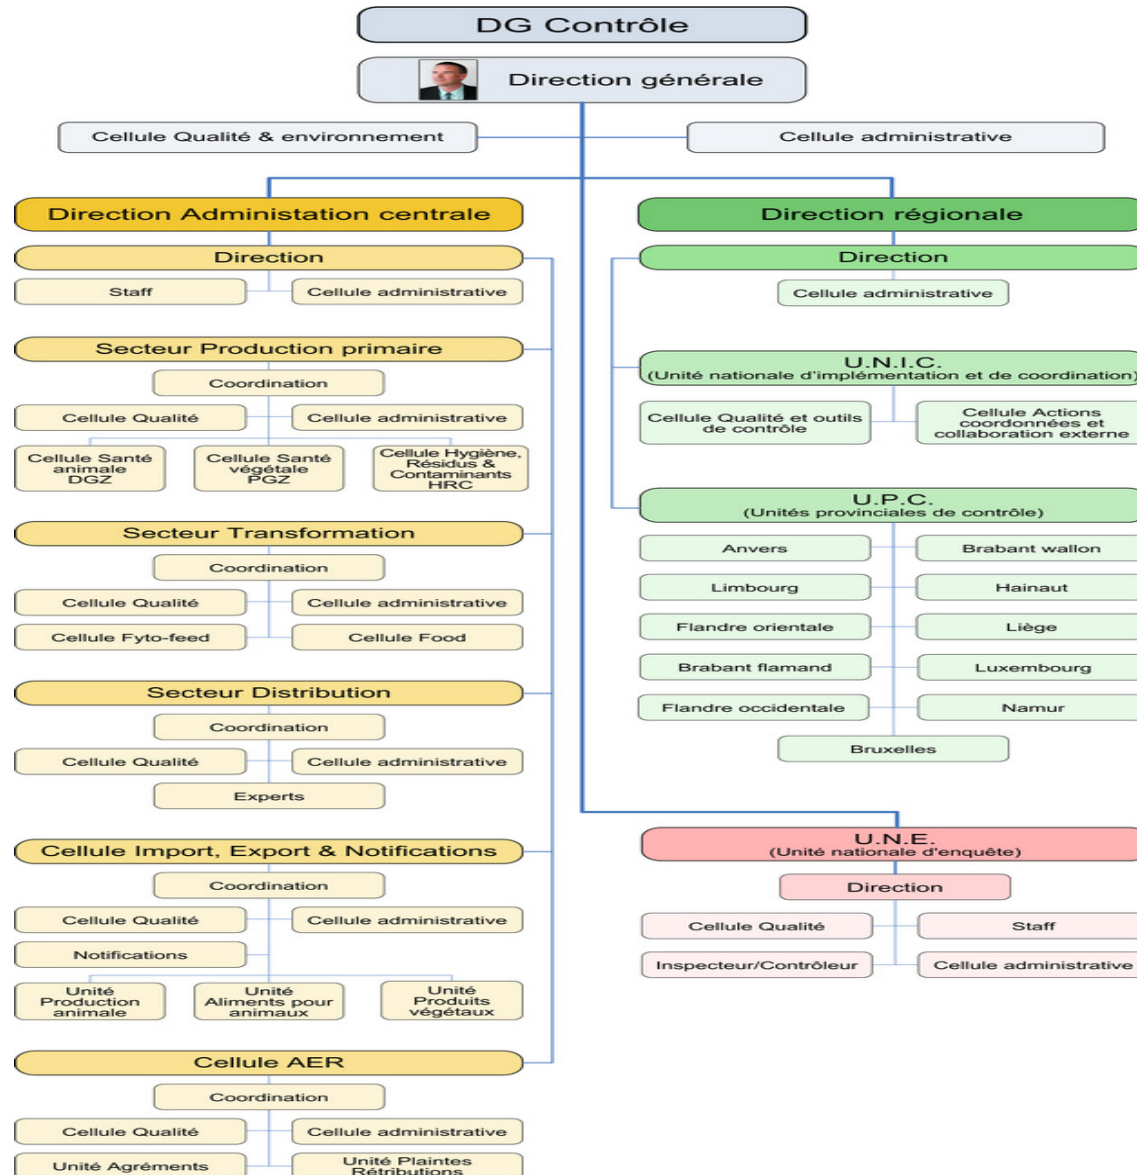 DG Contrôle
Direction générale
Cellule Qualité & environnement
Cellule administrative
Direction Administation centrale
Direction
Staff
Cellule administrative
Secteur Production primaire
Coordination
Cellule Qualité
Cellule administrative
Cellule Santé
animale
DGZ
Cellule Santé
végétale
PGZ
Cellule Hygiène,
Résidus &
Contaminants
HRC
Secteur Transformation
Coordination
Cellule Qualité
Cellule administrative
Cellule Fyto-feed
Cellule Food
Secteur Distribution
Coordination
Cellule Qualité
Cellule administrative
Experts
Cellule Import, Export & Notifications
Coordination
Cellule Qualité
Cellule administrative
Notifications
Unité
Production
animale
Unité
Aliments pour
animaux
Unité
Produits
végétaux
Cellule AER
Coordination
Cellule Qualité
Cellule administrative
Unité Agréments
Unité Plaintes
Rétributions
Direction régionale
Direction
Cellule administrative
U.N.I.C.
(Unité nationale d'implémentation et de coordination)
Cellule Qualité et outils
de contrôle
Cellule Actions
coordonnées et
collaboration externe
U.P.C.
(Unités provinciales de contrôle)
Anvers
Brabant wallon
Limbourg
Hainaut
Flandre orientale
Liège
Brabant flamand
Luxembourg
Flandre occidentale
Namur
Bruxelles
U.N.E.
(Unité nationale d'enquête)
Direction
Cellule Qualité
Staff
Inspecteur/Contrôleur
Cellule administrative